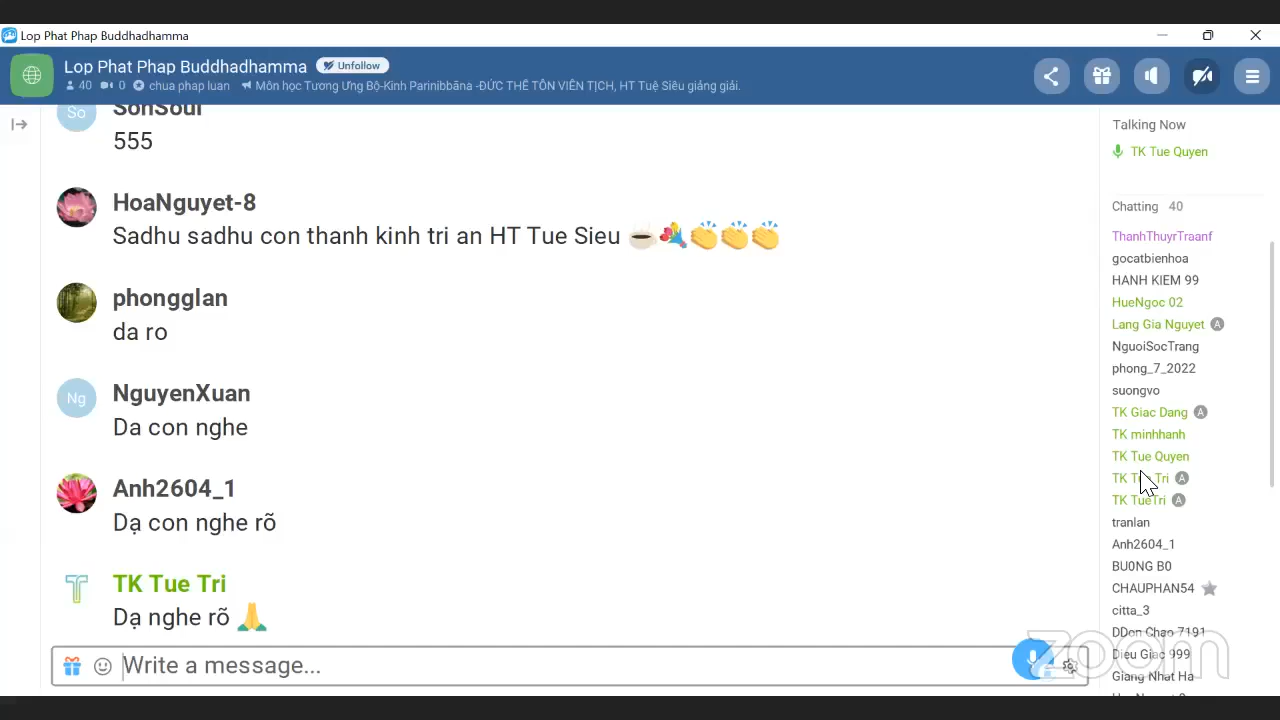 Lop Phat Phap Buddhadhamma
Lop Phat Phap Buddhadhamma Unfollow
40 0 chua phap luan Môn học Tương Ưng Bộ-Kinh Parinibbāna -ĐỨC THẾ TÔN VIÊN TỊCH, HT Tuệ Siêu giảng giải.
So SonSoul
555
HoaNguyet-8
Sadhu sadhu con thanh kinh tri an HT Tue Sieu ☕💐👏👏👏
phongglan
da ro
Ng NguyenXuan
Da con nghe
Anh2604_1
Dạ con nghe rõ
T TK Tue Tri
Dạ nghe rõ 🙏
Write a message...
Talking Now
TK Tue Quyen
Chatting 40
ThanhThuyrTraanf
gocatbienhoa
HANH KIEM 99
HueNgoc 02
Lang Gia Nguyet A
NguoiSocTrang
phong_7_2022
suongvo
TK Giac Dang A
TK minhhanh
TK Tue Quyen
TK Tue Tri A
TK TueTri A
tranlan
Anh2604_1
BU0NG B0
CHAUPHAN54
citta_3
DDon Chao 7191
Dieu Giac 999
Giang Nhat Ha
zoom